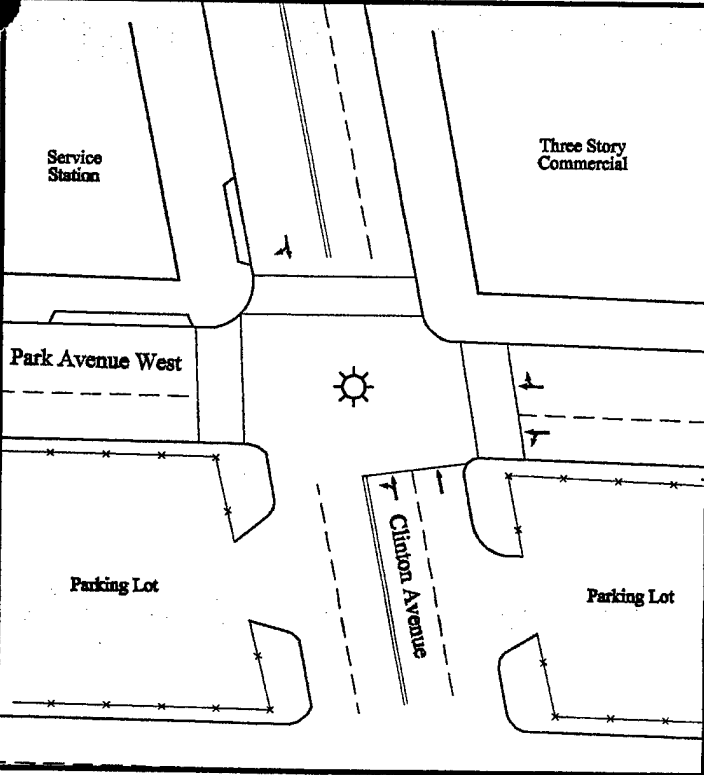 Service
Station
Three Story
Commercial
Park Avenue West
Clinton Avenue
Parking Lot
Parking Lot